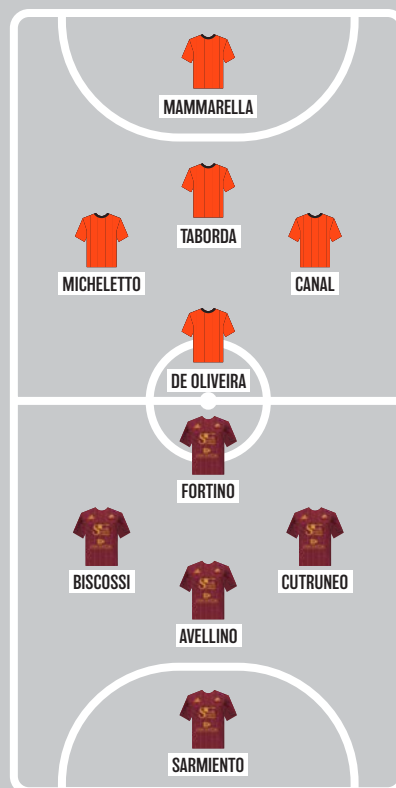 MAMMARELLA
TABORDA
MICHELETTO
CANAL
DE OLIVEIRA
FORTINO
BISCOSSI
CUTRUNEO
AVELLINO
SARMIENTO